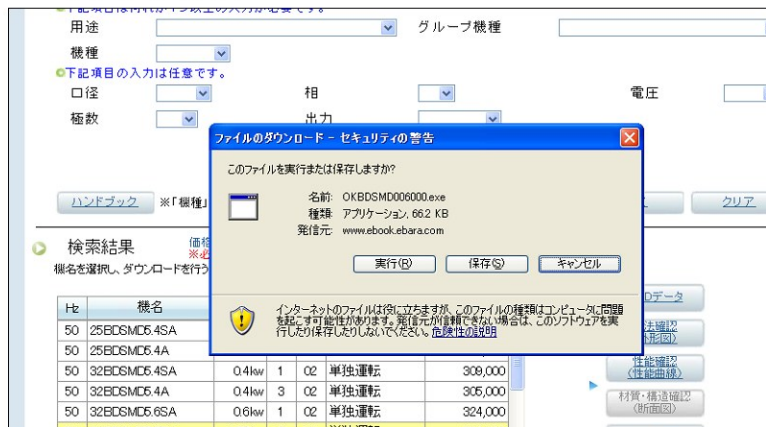 用途
グループ機種
機種
下記項目の入力は任意です。
口径
相
電圧
極数
出力
ファイルのダウンロード - セキュリティの警告
このファイルを実行または保存しますか?
名前: OKBDSMD006000.exe
種類: アプリケーション, 66.2 KB
発信元: www.ebook.ebara.com
実行(R)
保存(S)
キャンセル
インターネットのファイルは役に立ちますが、このファイルの種類はコンピュータに問題
を起こす可能性があります。発信元が信頼できない場合は、このソフトウェアを実
行したり保存したりしないでください。危険性の説明
ハンドブック
※「機種」
クリア
検索結果
価格
機名を選択し、ダウンロードを行う
Hz 機名
50 25BDSMD5.4SA
50 25BDSMD5.4A
50 32BDSMD5.4SA 0.4kw 1 02 単独運転 309,000
50 32BDSMD5.4A 0.4kw 3 02 単独運転 305,000
50 32BDSMD5.6SA 0.6kw 1 02 単独運転 324,000
Dデータ
法確認
性能確認
(性能曲線)
材質・構造確認
(断面図)